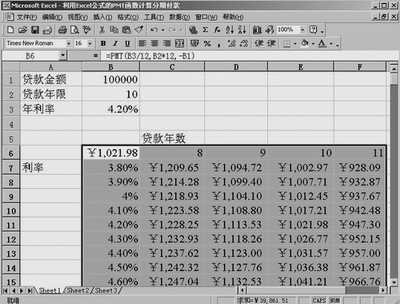 Microsoft Excel - 利用Excel公式的PMT函数计算分期付款
文件(F) 编辑(E) 视图(V) 插入(I) 格式(O) 工具(T) 数据(D) 窗口(W) 帮助(H)
100%
Times New Roman 16
B6 =PMT(B3/12,B2*12,-B1)
A B C D E F
1 贷款金额 100000
2 贷款年限 10
3 年利率 4.20%
4
5 贷款年数
6 ￥1,021.98 8 9 10 11
7 利率 3.80% ￥1,209.65 ￥1,094.72 ￥1,002.97 ￥928.09
8 3.90% ￥1,214.28 ￥1,099.40 ￥1,007.71 ￥932.87
9 4% ￥1,218.93 ￥1,104.10 ￥1,012.45 ￥937.67
10 4.10% ￥1,223.58 ￥1,108.80 ￥1,017.21 ￥942.48
11 4.20% ￥1,228.25 ￥1,113.53 ￥1,021.98 ￥947.30
12 4.30% ￥1,232.93 ￥1,118.26 ￥1,026.77 ￥952.15
13 4.40% ￥1,237.62 ￥1,123.00 ￥1,031.57 ￥957.00
14 4.50% ￥1,242.32 ￥1,127.76 ￥1,036.38 ￥961.87
15 4.60% ￥1,247.04 ￥1,132.53 ￥1,041.21 ￥966.76
Sheet1 Sheet2 Sheet3
就绪 求和=￥39,861.51